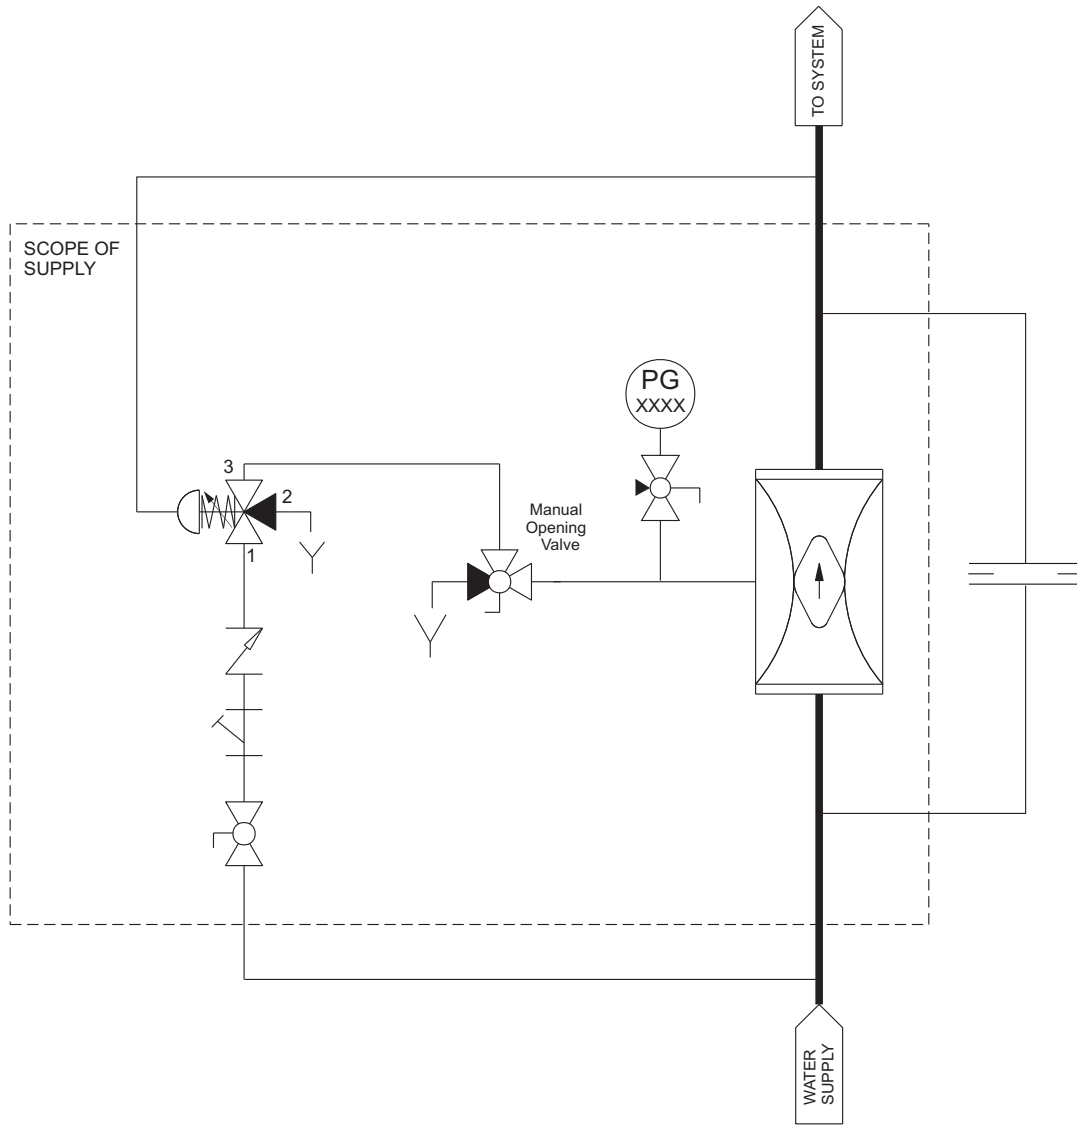 TO SYSTEM
SCOPE OF
SUPPLY
PG
XXXX
3
2
1
Manual
Opening
Valve
WATER
SUPPLY